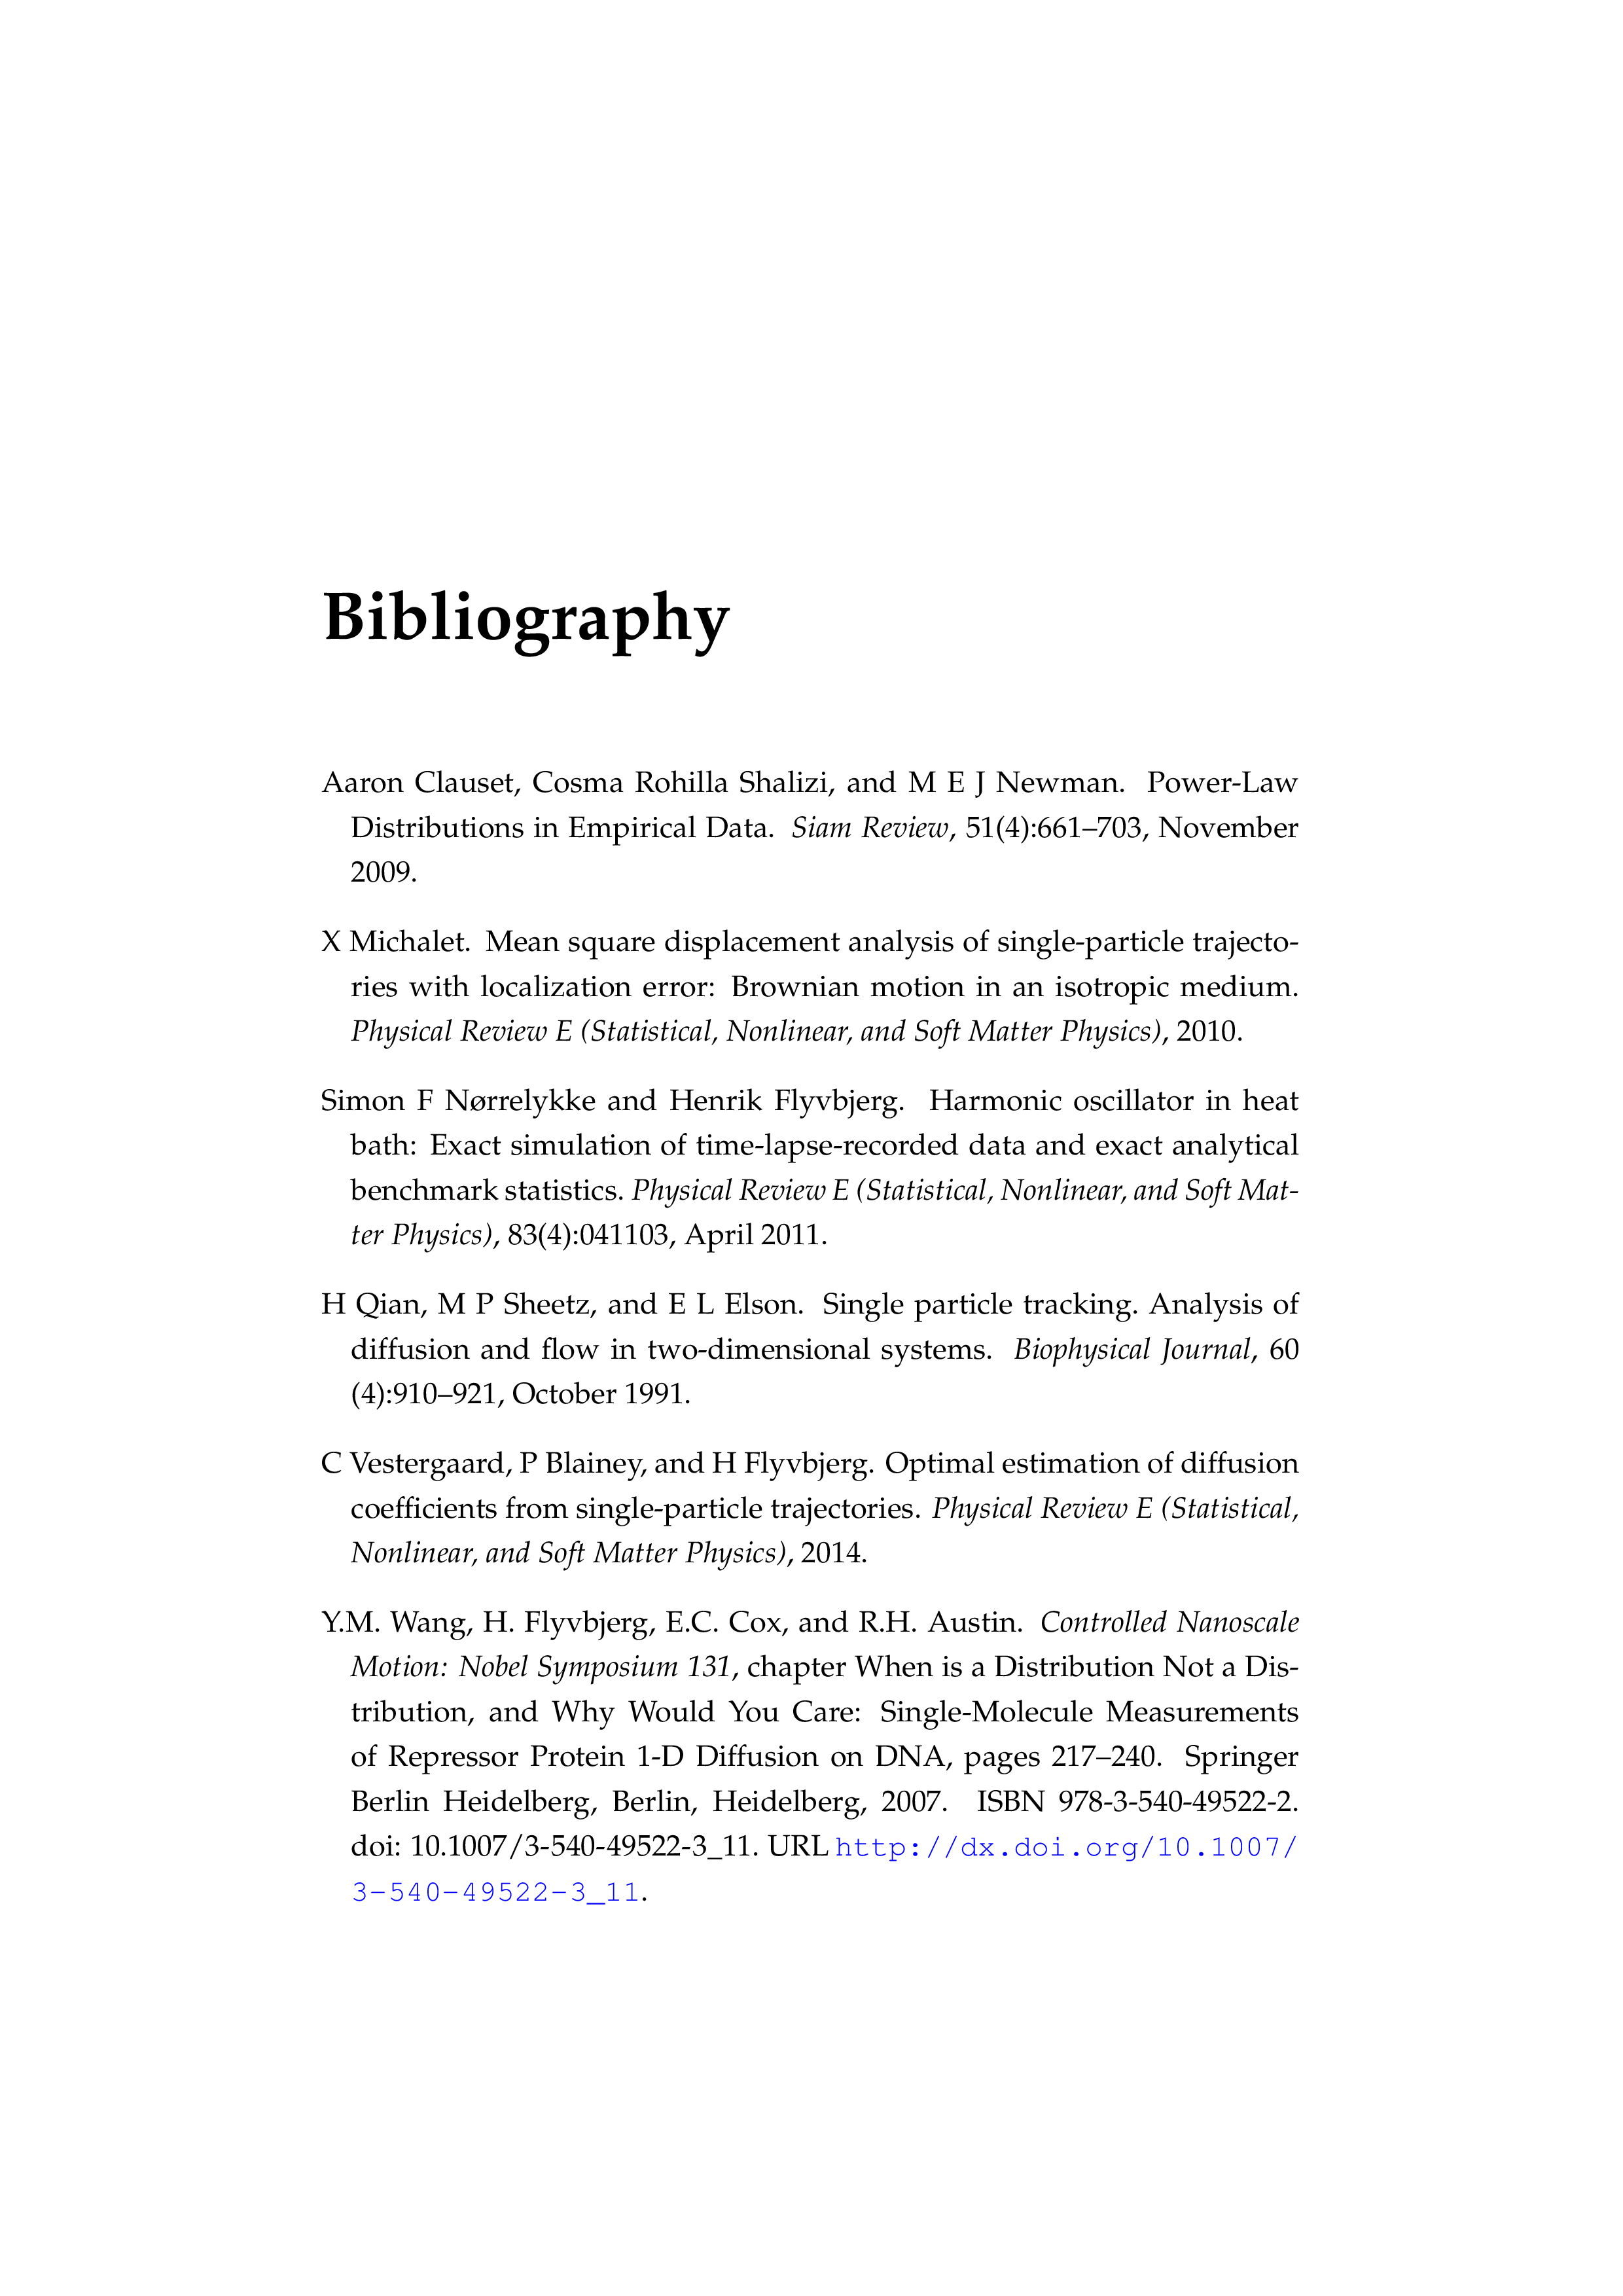 Bibliography
Aaron Clauset, Cosma Rohilla Shalizi, and M E J Newman. Power-Law
Distributions in Empirical Data. Siam Review, 51(4):661–703, November
2009.
X Michalet. Mean square displacement analysis of single-particle trajecto-
ries with localization error: Brownian motion in an isotropic medium.
Physical Review E (Statistical, Nonlinear, and Soft Matter Physics), 2010.
Simon F Nørrelykke and Henrik Flyvbjerg. Harmonic oscillator in heat
bath: Exact simulation of time-lapse-recorded data and exact analytical
benchmark statistics. Physical Review E (Statistical, Nonlinear, and Soft Mat-
ter Physics), 83(4):041103, April 2011.
H Qian, M P Sheetz, and E L Elson. Single particle tracking. Analysis of
diffusion and flow in two-dimensional systems. Biophysical Journal, 60
(4):910–921, October 1991.
C Vestergaard, P Blainey, and H Flyvbjerg. Optimal estimation of diffusion
coefficients from single-particle trajectories. Physical Review E (Statistical,
Nonlinear, and Soft Matter Physics), 2014.
Y.M. Wang, H. Flyvbjerg, E.C. Cox, and R.H. Austin. Controlled Nanoscale
Motion: Nobel Symposium 131, chapter When is a Distribution Not a Dis-
tribution, and Why Would You Care: Single-Molecule Measurements
of Repressor Protein 1-D Diffusion on DNA, pages 217–240. Springer
Berlin Heidelberg, Berlin, Heidelberg, 2007. ISBN 978-3-540-49522-2.
doi: 10.1007/3-540-49522-3_11. URL http://dx.doi.org/10.1007/
3-540-49522-3_11.